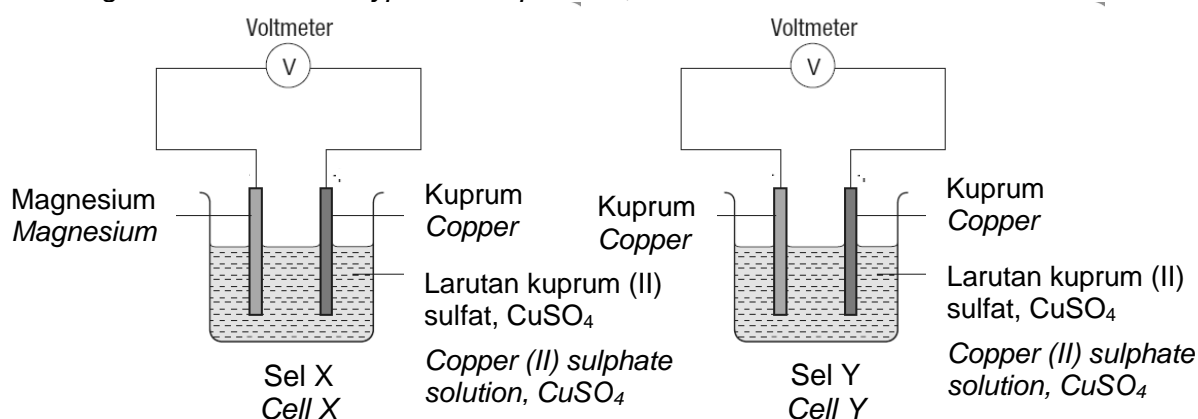 Voltmeter
V
Magnesium
Magnesium
Kuprum
Copper
Larutan kuprum (II)
sulfat, CuSO₄
Copper (II) sulphate
solution, CuSO₄
Sel X
Cell X
Voltmeter
V
Kuprum
Copper
Kuprum
Copper
Larutan kuprum (II)
sulfat, CuSO₄
Copper (II) sulphate
solution, CuSO₄
Sel Y
Cell Y